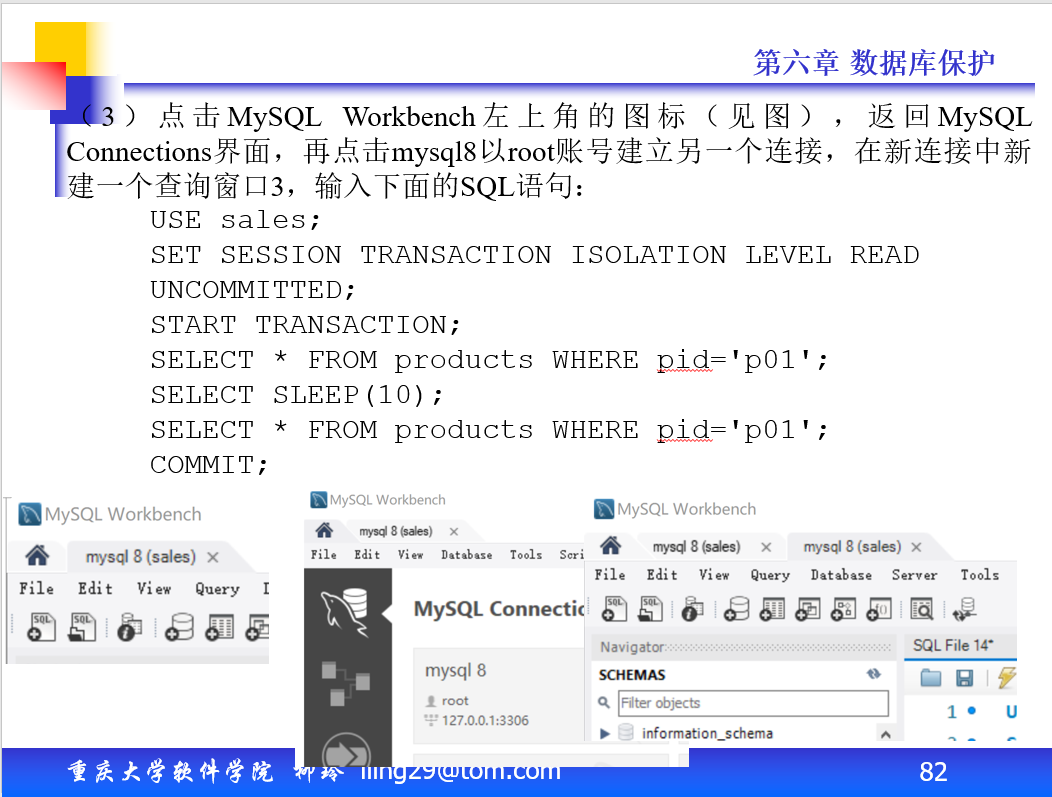 第六章 数据库保护
（3）点击MySQL Workbench左上角的图标（见图），返回MySQL
Connections界面，再点击mysql8以root账号建立另一个连接，在新连接中新
建一个查询窗口3，输入下面的SQL语句：
USE sales;
SET SESSION TRANSACTION ISOLATION LEVEL READ
UNCOMMITTED;
START TRANSACTION;
SELECT * FROM products WHERE pid='p01';
SELECT SLEEP(10);
SELECT * FROM products WHERE pid='p01';
COMMIT;
MySQL Workbench
mysql 8 (sales)
File Edit View Query
SQL SQL
MySQL Workbench
mysql 8 (sales)
File Edit View Database Tools Scri
MySQL Connectio
mysql 8
root
127.0.0.1:3306
MySQL Workbench
mysql 8 (sales) mysql 8 (sales)
File Edit View Query Database Server Tools
SQL SQL
Navigator
SQL File 14*
SCHEMAS
Filter objects
1 U
information_schema
重庆大学软件学院 柳玲 lling29@tom.com
82